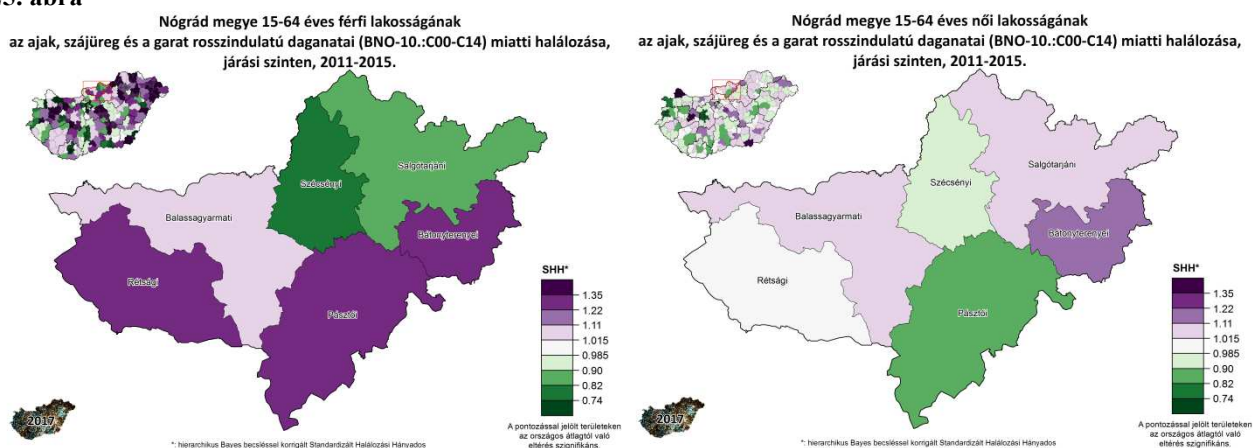 5. ábra
Nógrád megye 15-64 éves férfi lakosságának
az ajak, szájüreg és a garat rosszindulatú daganatai (BNO-10.:C00-C14) miatti halálozása,
járási szinten, 2011-2015.
Szécsényi
Salgótarjáni
Balassagyarmati
Bátonyterenyei
Rétsági
Pásztói
SHH*
1.35
1.22
1.11
1.015
0.985
0.90
0.82
0.74
A pontozással jelölt területeken
az országos átlagtól való
eltérés szignifikáns.
2017
*: hierarchikus Bayes becsléssel korrigált Standardizált Halálozási Hányados
Nógrád megye 15-64 éves női lakosságának
az ajak, szájüreg és a garat rosszindulatú daganatai (BNO-10.:C00-C14) miatti halálozása,
járási szinten, 2011-2015.
Salgótarjáni
Szécsényi
Balassagyarmati
Bátonyterenyei
Rétsági
Pásztói
SHH*
1.35
1.22
1.11
1.015
0.985
0.90
0.82
0.74
A pontozással jelölt területeken
az országos átlagtól való
eltérés szignifikáns.
2017
*: hierarchikus Bayes becsléssel korrigált Standardizált Halálozási Hányados